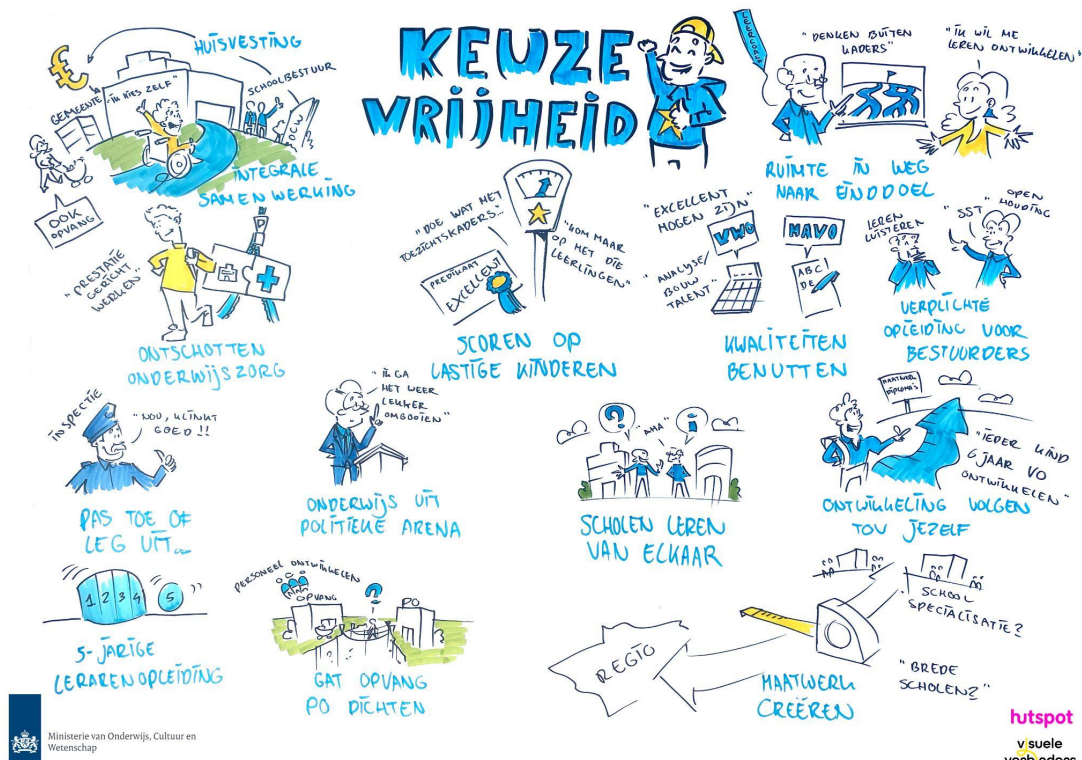 KEUZE
VRIJHEID
HUISVESTING
GEMEENTE
"IK KIES ZELF"
SCHOOLBESTUUR
OCW
OOK
OPVANG
INTEGRALE
SAMENWERKING
"PRESTATIE
GERICHT
WERKEN"
ONTSCHOTTEN
ONDERWIJSZORG
"DOE WAT MET
TOEZICHTSKADERS..."
PREDIKAAT
EXCELLENT
"KOM MAAR
OP MET DIE
LEERLINGEN"
SCOREN OP
LASTIGE KINDEREN
LEERCOACH
"DENKEN BUITEN
KADERS"
"IK WIL ME
LEREN ONTWIKKELEN"
RUIMTE IN WEG
NAAR EINDDOEL
"EXCELLENT
MOGEN ZIJN"
VWO
HAVO
"ANALYSE/
BOUW
TALENT"
ABC
DE
KWALITEITEN
BENUTTEN
LEREN
LUISTEREN
"SST"
OPEN
HOUDING
VERPLICHTE
OPLEIDING VOOR
BESTUURDERS
INSPECTIE
"NOU, KLINKT
GOED!!"
PAS TOE OF
LEG UIT...
"IK GA
HET WEER
LEKKER
OMGOOIEN"
ONDERWIJS UIT
POLITIEKE ARENA
?
"AHA"
i
SCHOLEN LEREN
VAN ELKAAR
MAATWERK
DIPLOMA'S
"IEDER KIND
6 JAAR VO
ONTWIKKELEN"
ONTWIKKELING VOLGEN
TOV JEZELF
1 2 3 4 5
5-JARIGE
LERARENOPLEIDING
PERSONEEL ONTWIKKELEN
OPVANG
?
PO
GAT OPVANG
PO DICHTEN
REGIO
SCHOOL
SPECIALISATIE?
"BREDE
SCHOLEN?"
MAATWERK
CREËREN
Ministerie van Onderwijs, Cultuur en
Wetenschap
hutspot
visuele